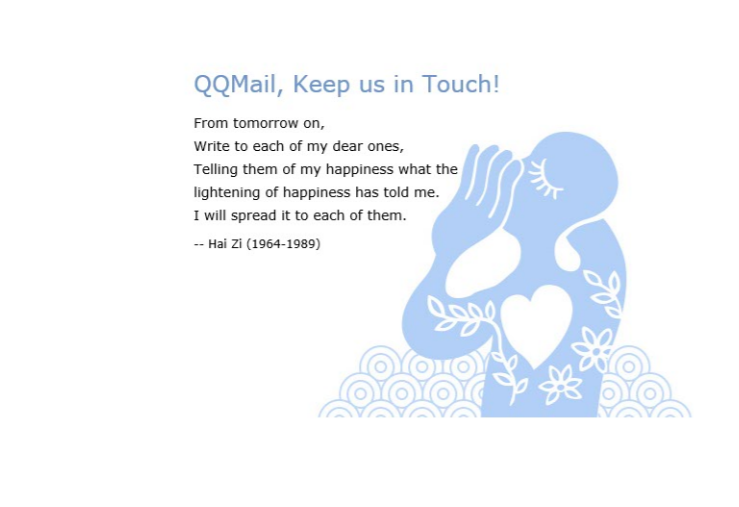 QQMail, Keep us in Touch!
From tomorrow on,
Write to each of my dear ones,
Telling them of my happiness what the
lightening of happiness has told me.
I will spread it to each of them.
-- Hai Zi (1964-1989)